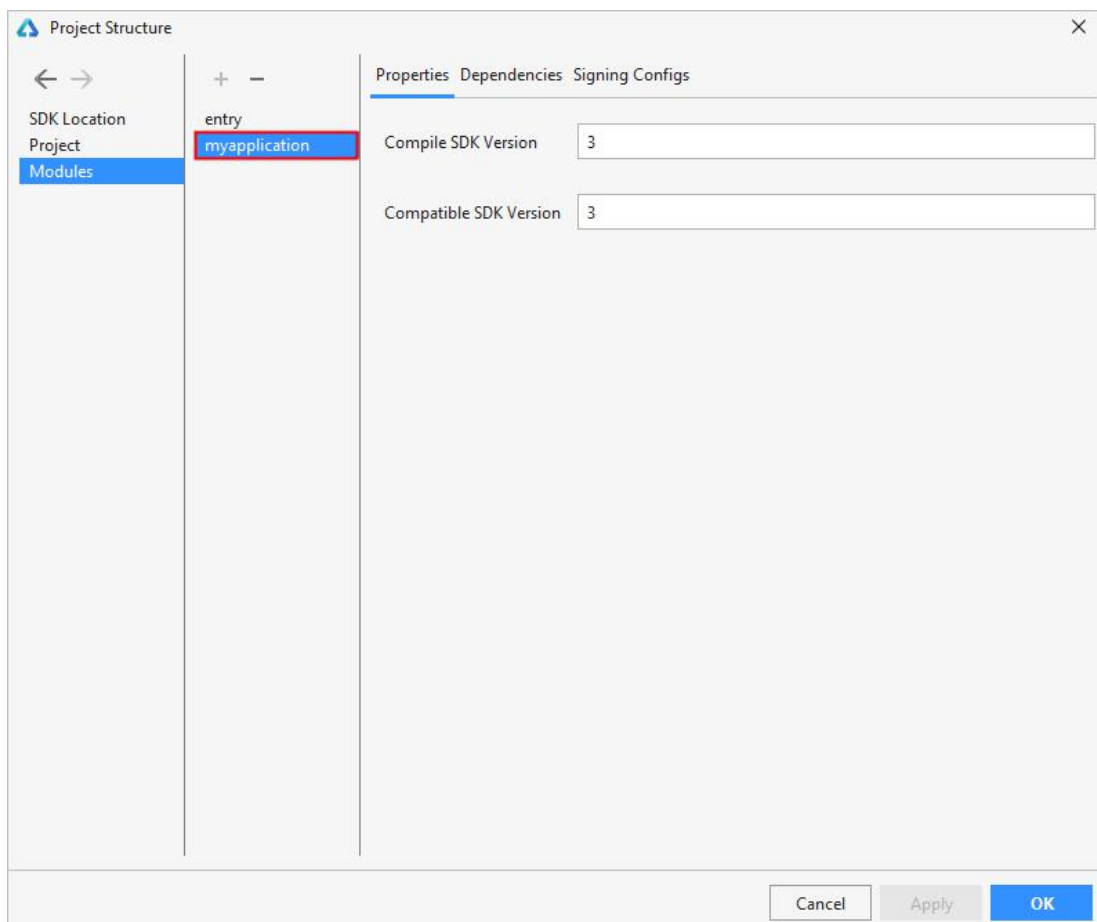 Project Structure
Properties Dependencies Signing Configs
SDK Location
Project
Modules
entry
myapplication
Compile SDK Version 3
Compatible SDK Version 3
Cancel Apply OK